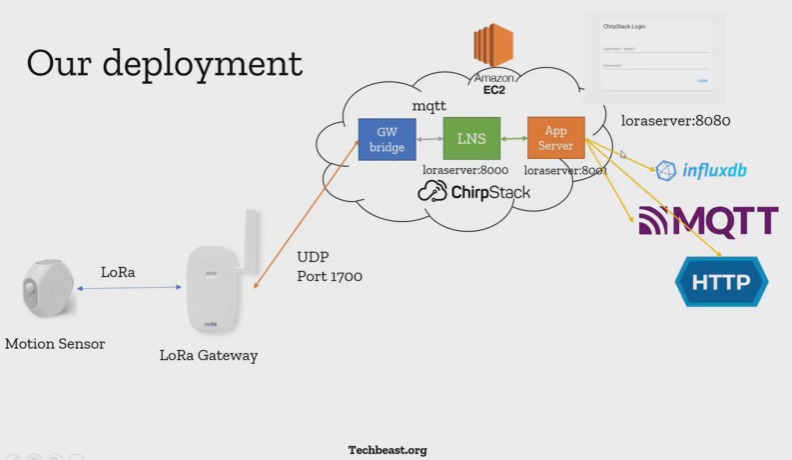 Our deployment
Amazon
EC2
ChirpStack Login
LOGIN
mqtt
loraserver:8080
GW
bridge
LNS
App
Server
loraserver:8000
loraserver:8001
ChirpStack
influxdb
MQTT
HTTP
UDP
Port 1700
LoRa
Motion Sensor
LoRa Gateway
Techbeast.org